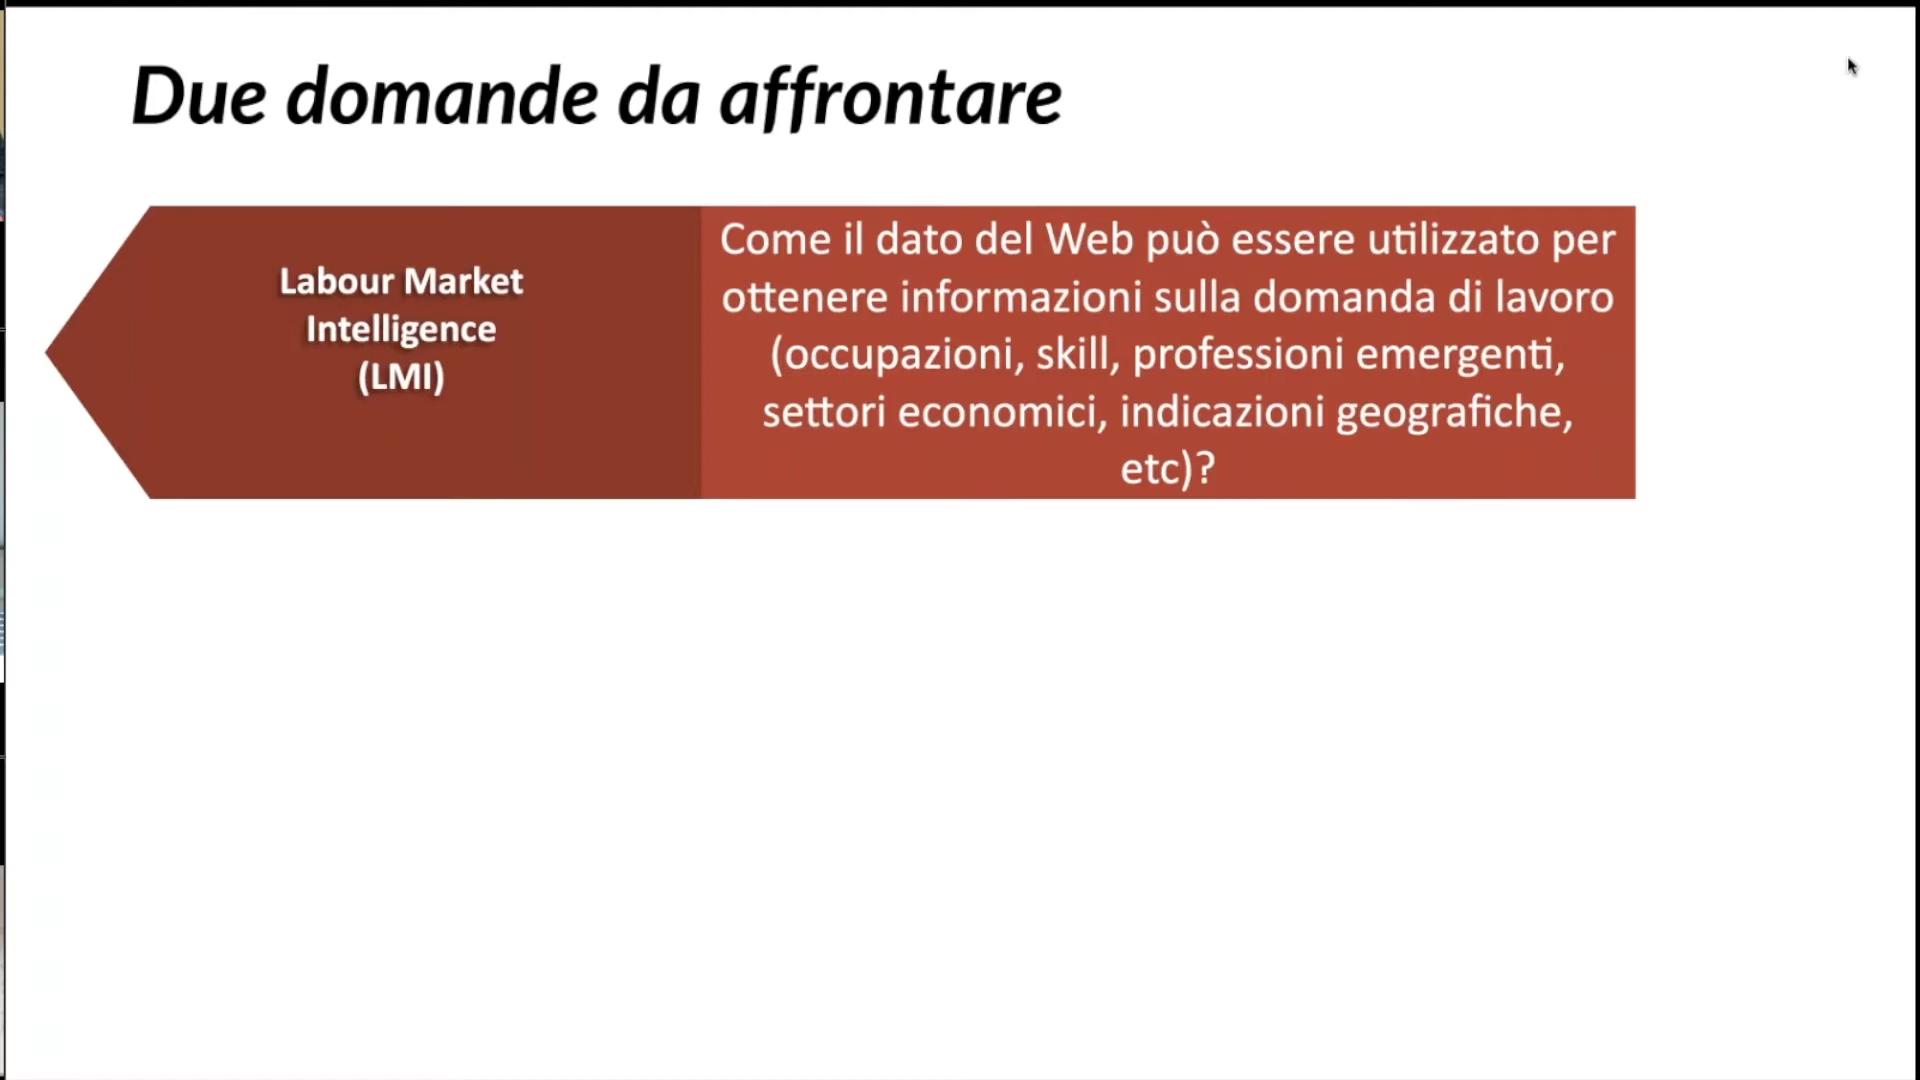 Due domande da affrontare
Labour Market
Intelligence
(LMI)
Come il dato del Web può essere utilizzato per
ottenere informazioni sulla domanda di lavoro
(occupazioni, skill, professioni emergenti,
settori economici, indicazioni geografiche,
etc)?